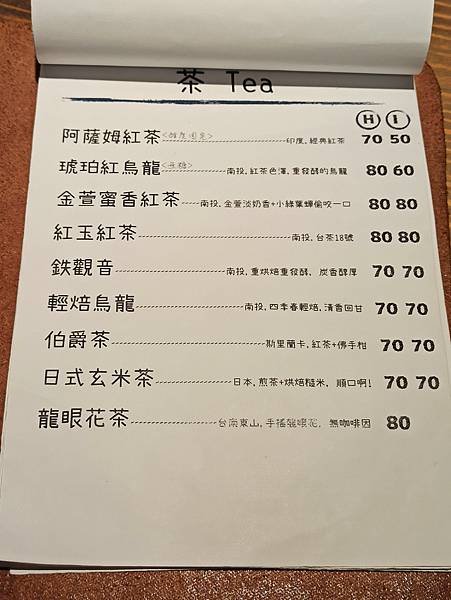 茶 Tea
H I
阿薩姆紅茶<甜度固定>印度,經典紅茶 70 50
琥珀紅烏龍<無糖>南投,紅茶色澤,重發酵的烏龍 80 60
金萱蜜香紅茶南投,金萱淡奶香+小綠葉蟬偷咬一口 80 80
紅玉紅茶南投,台茶18號 80 80
鉄觀音南投,重烘焙重發酵,炭香醇厚 70 70
輕焙烏龍南投,四季春輕焙,清香回甘 70 70
伯爵茶斯里蘭卡,紅茶+佛手柑 70 70
日式玄米茶日本,煎茶+烘焙糙米,順口啊! 70 70
龍眼花茶台南東山,手搖龍眼花,無咖啡因 80